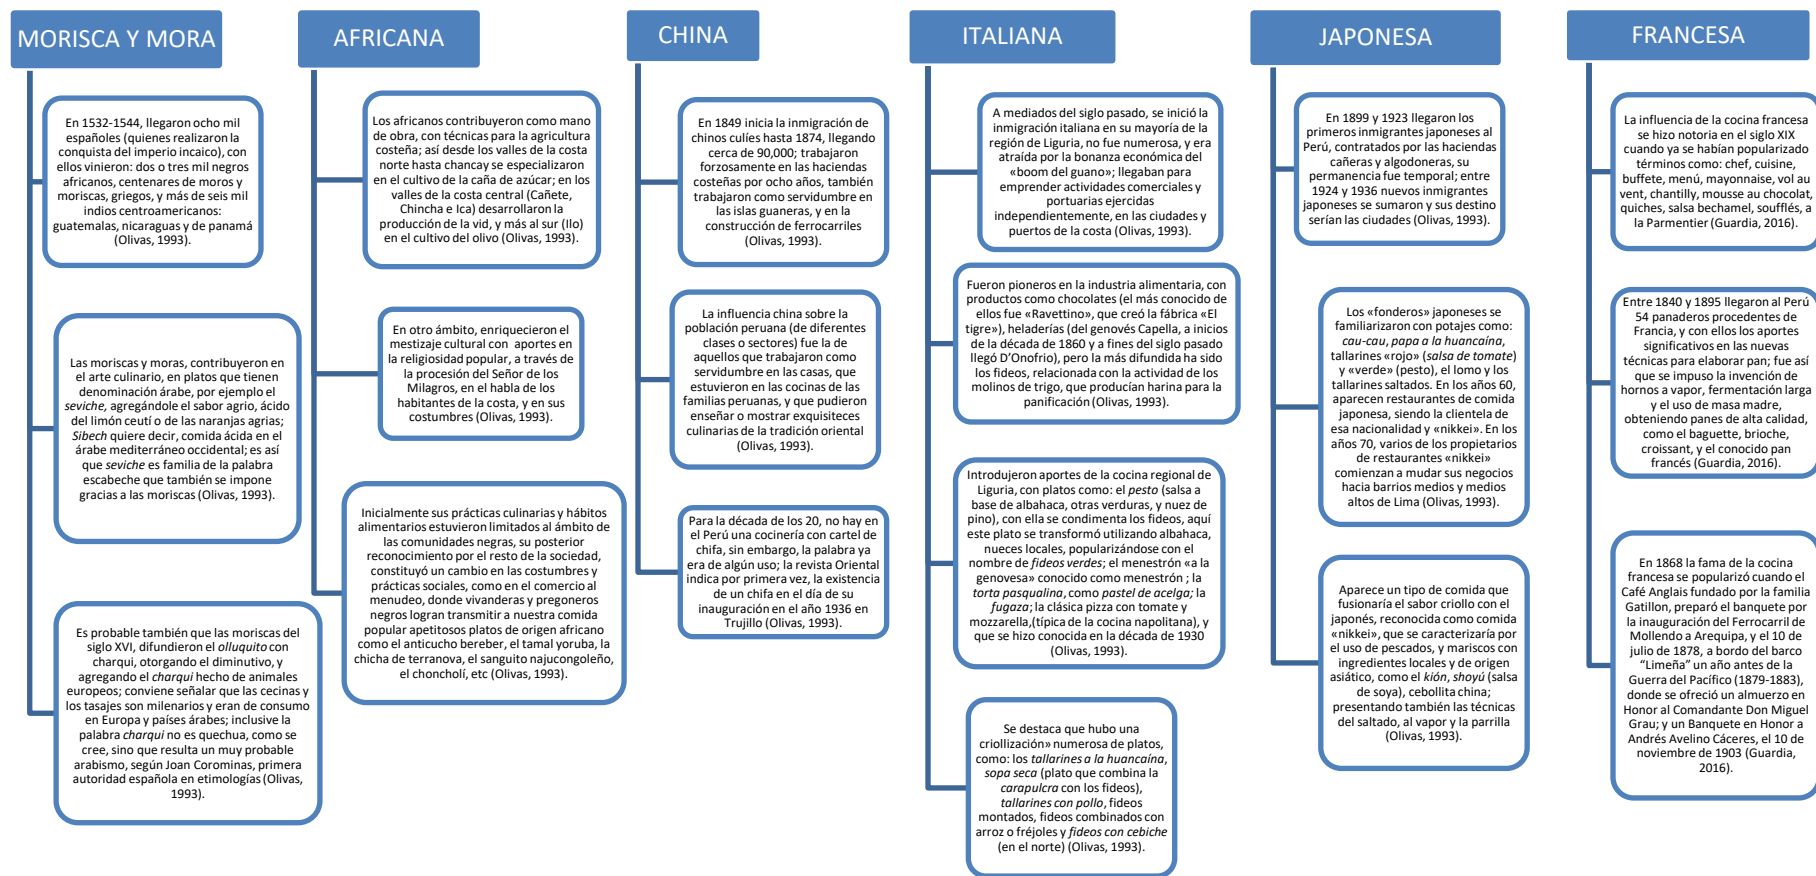 MORISCA Y MORA
En 1532-1544, llegaron ocho mil
españoles (quienes realizaron la
conquista del imperio incaico), con
ellos vinieron: dos o tres mil negros
africanos, centenares de moros y
moriscas, griegos, y más de seis mil
indios centroamericanos:
guatemalas, nicaraguas y de panamá
(Olivas, 1993).
Las moriscas y moras, contribuyeron en
el arte culinario, en platos que tienen
denominación árabe, por ejemplo el
seviche, agregándole el sabor agrio, ácido
del limón ceutí o de las naranjas agrias;
Sibech quiere decir, comida ácida en el
árabe mediterráneo occidental; es así
que seviche es familia de la palabra
escabeche que también se impone
gracias a las moriscas (Olivas, 1993).
Es probable también que las moriscas del
siglo XVI, difundieron el olluquito con
charqui, otorgando el diminutivo, y
agregando el charqui hecho de animales
europeos; conviene señalar que las cecinas y
los tasajes son milenarios y eran de consumo
en Europa y países árabes; inclusive la
palabra charqui no es quechua, como se
cree, sino que resulta un muy probable
arabismo, según Joan Corominas, primera
autoridad española en etimologías (Olivas,
1993).
AFRICANA
Los africanos contribuyeron como mano
de obra, con técnicas para la agricultura
costeña; así desde los valles de la costa
norte hasta chancay se especializaron
en el cultivo de la caña de azúcar; en los
valles de la costa central (Cañete,
Chincha e Ica) desarrollaron la
producción de la vid, y más al sur (Ilo)
en el cultivo del olivo (Olivas, 1993).
En otro ámbito, enriquecieron el
mestizaje cultural con aportes en
la religiosidad popular, a través de
la procesión del Señor de los
Milagros, en el habla de los
habitantes de la costa, y en sus
costumbres (Olivas, 1993).
Inicialmente sus prácticas culinarias y hábitos
alimentarios estuvieron limitados al ámbito de
las comunidades negras, su posterior
reconocimiento por el resto de la sociedad,
constituyó un cambio en las costumbres y
prácticas sociales, como en el comercio al
menudeo, donde vivanderas y pregoneros
negros logran transmitir a nuestra comida
popular apetitosos platos de origen africano
como el anticucho bereber, el tamal yoruba, la
chicha de terranova, el sanguito najucongoleño,
el choncholí, etc (Olivas, 1993).
CHINA
En 1849 inicia la inmigración de
chinos culíes hasta 1874, llegando
cerca de 90,000; trabajaron
forzosamente en las haciendas
costeñas por ocho años, también
trabajaron como servidumbre en
las islas guaneras, y en la
construcción de ferrocarriles
(Olivas, 1993).
La influencia china sobre la
población peruana (de diferentes
clases o sectores) fue la de
aquellos que trabajaron como
servidumbre en las casas, que
estuvieron en las cocinas de las
familias peruanas, y que pudieron
enseñar o mostrar exquisiteces
culinarias de la tradición oriental
(Olivas, 1993).
Para la década de los 20, no hay en
el Perú una cocinería con cartel de
chifa, sin embargo, la palabra ya
era de algún uso; la revista Oriental
indica por primera vez, la existencia
de un chifa en el día de su
inauguración en el año 1936 en
Trujillo (Olivas, 1993).
ITALIANA
A mediados del siglo pasado, se inició la
inmigración italiana en su mayoría de la
región de Liguria, no fue numerosa, y era
atraída por la bonanza económica del
«boom del guano»; llegaban para
emprender actividades comerciales y
portuarias ejercidas
independientemente, en las ciudades y
puertos de la costa (Olivas, 1993).
Fueron pioneros en la industria alimentaria, con
productos como chocolates (el más conocido de
ellos fue «Ravettino», que creó la fábrica «El
tigre»), heladerías (del genovés Capella, a inicios
de la década de 1860 y a fines del siglo pasado
llegó D'Onofrio), pero la más difundida ha sido
los fideos, relacionada con la actividad de los
molinos de trigo, que producían harina para la
panificación (Olivas, 1993).
Introdujeron aportes de la cocina regional de
Liguria, con platos como: el pesto (salsa a
base de albahaca, otras verduras, y nuez de
pino), con ella se condimenta los fideos, aquí
este plato se transformó utilizando albahaca,
nueces locales, popularizándose con el
nombre de fideos verdes; el menestrón «a la
genovesa» conocido como menestrón ; la
torta pasqualina, como pastel de acelga; la
fugaza; la clásica pizza con tomate y
mozzarella,(típica de la cocina napolitana), y
que se hizo conocida en la década de 1930
(Olivas, 1993).
Se destaca que hubo una
criollización» numerosa de platos,
como: los tallarines a la huancaína,
sopa seca (plato que combina la
carapulcra con los fideos),
tallarines con pollo, fideos
montados, fideos combinados con
arroz o fréjoles y fideos con cebiche
(en el norte) (Olivas, 1993).
JAPONESA
En 1899 y 1923 llegaron los
primeros inmigrantes japoneses al
Perú, contratados por las haciendas
cañeras y algodoneras, su
permanencia fue temporal; entre
1924 y 1936 nuevos inmigrantes
japoneses se sumaron y sus destino
serían las ciudades (Olivas, 1993).
Los «fonderos» japoneses se
familiarizaron con potajes como:
cau-cau, papa a la huancaína,
tallarines «rojo» (salsa de tomate)
y «verde» (pesto), el lomo y los
tallarines saltados. En los años 60,
aparecen restaurantes de comida
japonesa, siendo la clientela de
esa nacionalidad y «nikkei». En los
años 70, varios de los propietarios
de restaurantes «nikkei»
comienzan a mudar sus negocios
hacia barrios medios y medios
altos de Lima (Olivas, 1993).
Aparece un tipo de comida que
fusionaría el sabor criollo con el
japonés, reconocida como comida
«nikkei», que se caracterizaría por
el uso de pescados, y mariscos con
ingredientes locales y de origen
asiático, como el kión, shoyú (salsa
de soya), cebollita china;
presentando también las técnicas
del saltado, al vapor y la parrilla
(Olivas, 1993).
FRANCESA
La influencia de la cocina francesa
se hizo notoria en el siglo XIX
cuando ya se habían popularizado
términos como: chef, cuisine,
buffete, menú, mayonnaise, vol au
vent, chantilly, mousse au chocolat,
quiches, salsa bechamel, soufflés, a
la Parmentier (Guardia, 2016).
Entre 1840 y 1895 llegaron al Perú
54 panaderos procedentes de
Francia, y con ellos los aportes
significativos en las nuevas
técnicas para elaborar pan; fue así
que se impuso la invención de
hornos a vapor, fermentación larga
y el uso de masa madre,
obteniendo panes de alta calidad,
como el baguette, brioche,
croissant, y el conocido pan
francés (Guardia, 2016).
En 1868 la fama de la cocina
francesa se popularizó cuando el
Café Anglais fundado por la familia
Gatillon, preparó el banquete por
la inauguración del Ferrocarril de
Mollendo a Arequipa, y el 10 de
julio de 1878, a bordo del barco
“Limeña” un año antes de la
Guerra del Pacífico (1879-1883),
donde se ofreció un almuerzo en
Honor al Comandante Don Miguel
Grau; y un Banquete en Honor a
Andrés Avelino Cáceres, el 10 de
noviembre de 1903 (Guardia,
2016).